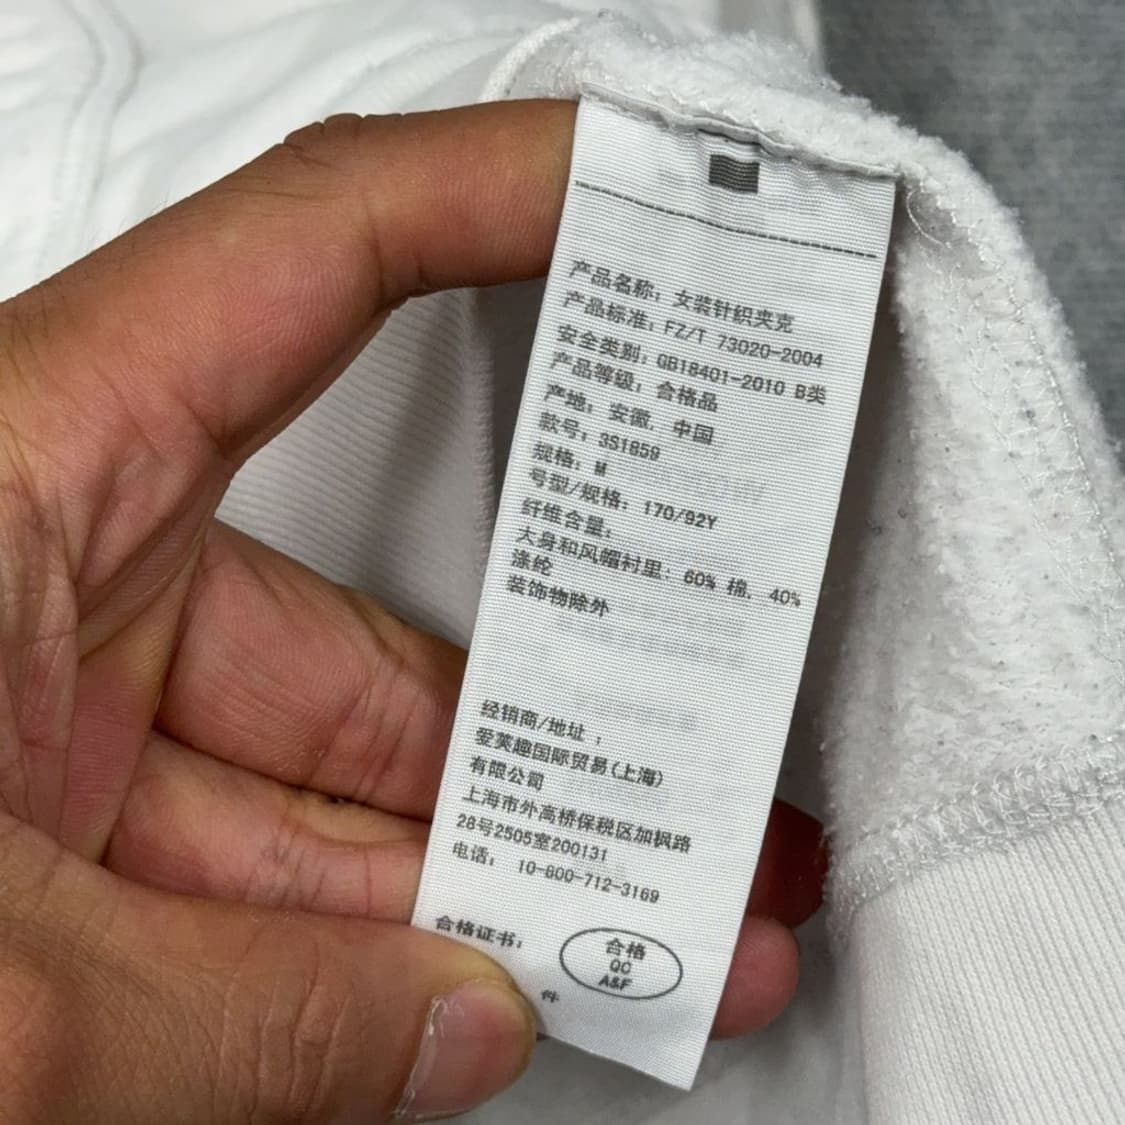 产品名称：女装针织夹克
产品标准：FZ/T 73020-2004
安全类别：GB18401-2010 B类
产品等级：合格品
产地：安徽，中国
款号：3S1859
规格：M
号型/规格：170/92Y
纤维含量：
大身和风帽衬里：60% 棉, 40%
涤纶
装饰物除外
经销商/地址：
爱芙趣国际贸易(上海)
有限公司
上海市外高桥保税区加枫路
28号2505室200131
电话： 10-800-712-3169
合格证书：
合格
QC
A&F
件